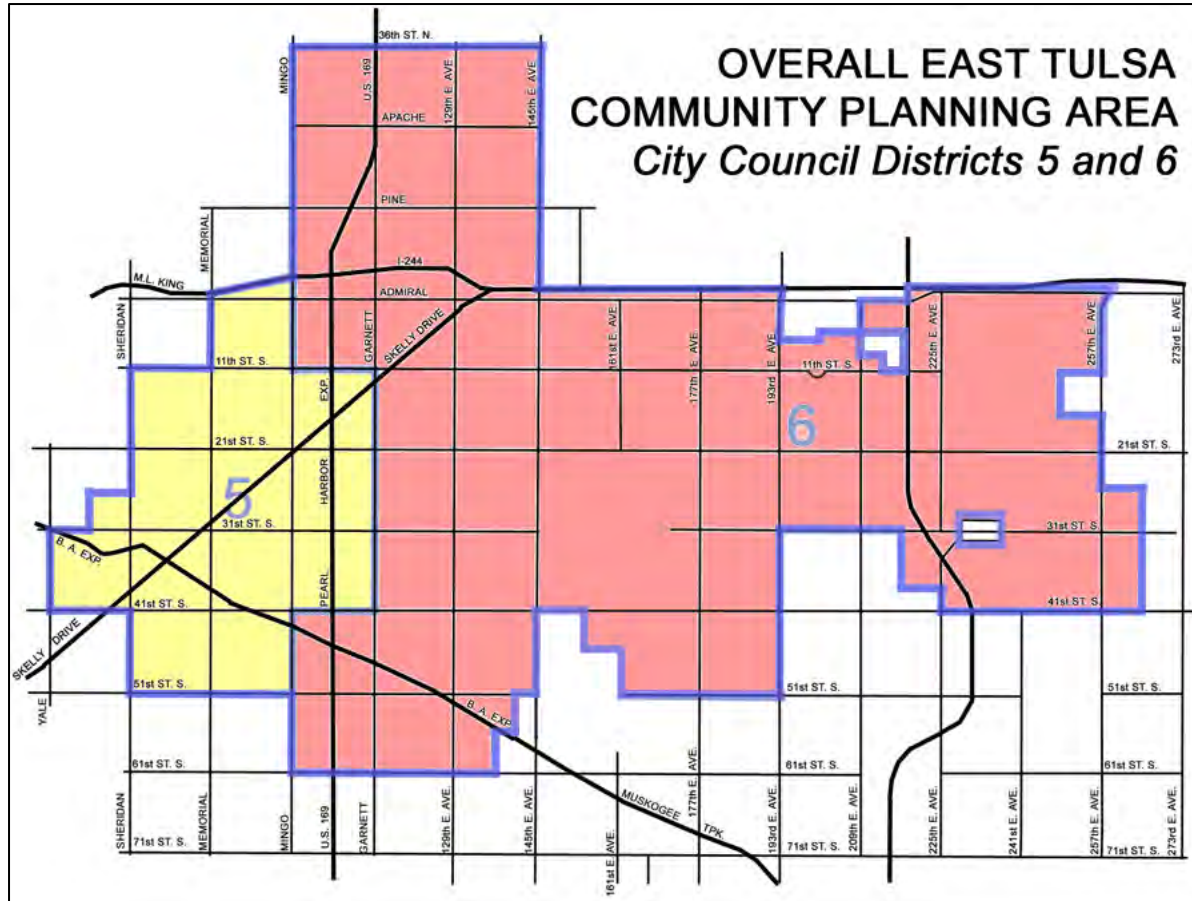 36th ST. N.
OVERALL EAST TULSA
COMMUNITY PLANNING AREA
City Council Districts 5 and 6
MINGO
U.S. 169
129th E. AVE
145th E. AVE
APACHE
PINE
MEMORIAL
I-244
M.L. KING
ADMIRAL
SHERIDAN
GARNETT
SKELLY DRIVE
161st E. AVE
177th E. AVE
193rd E. AVE
225th E. AVE
257th E. AVE
273rd E. AVE
11th ST. S.
11th ST. S.
EXP.
6
21st ST. S.
21st ST. S.
HARBOR
5
31st ST. S.
31st ST. S.
B. A. EXP.
PEARL
41st ST. S.
41st ST. S.
SKELLY DRIVE
51st ST. S.
51st ST. S.
51st ST. S.
YALE
B. A. EXP.
61st ST. S.
61st ST. S.
61st ST. S.
177th E. AVE.
MUSKOGEE
TPK.
SHERIDAN
MEMORIAL
MINGO
U.S. 169
GARNETT
129th E. AVE.
145th E. AVE.
161st E. AVE.
193rd E. AVE.
209th E. AVE.
225th E. AVE.
241st E. AVE.
257th E. AVE.
273rd E. AVE.
71st ST. S.
71st ST. S.
71st ST. S.